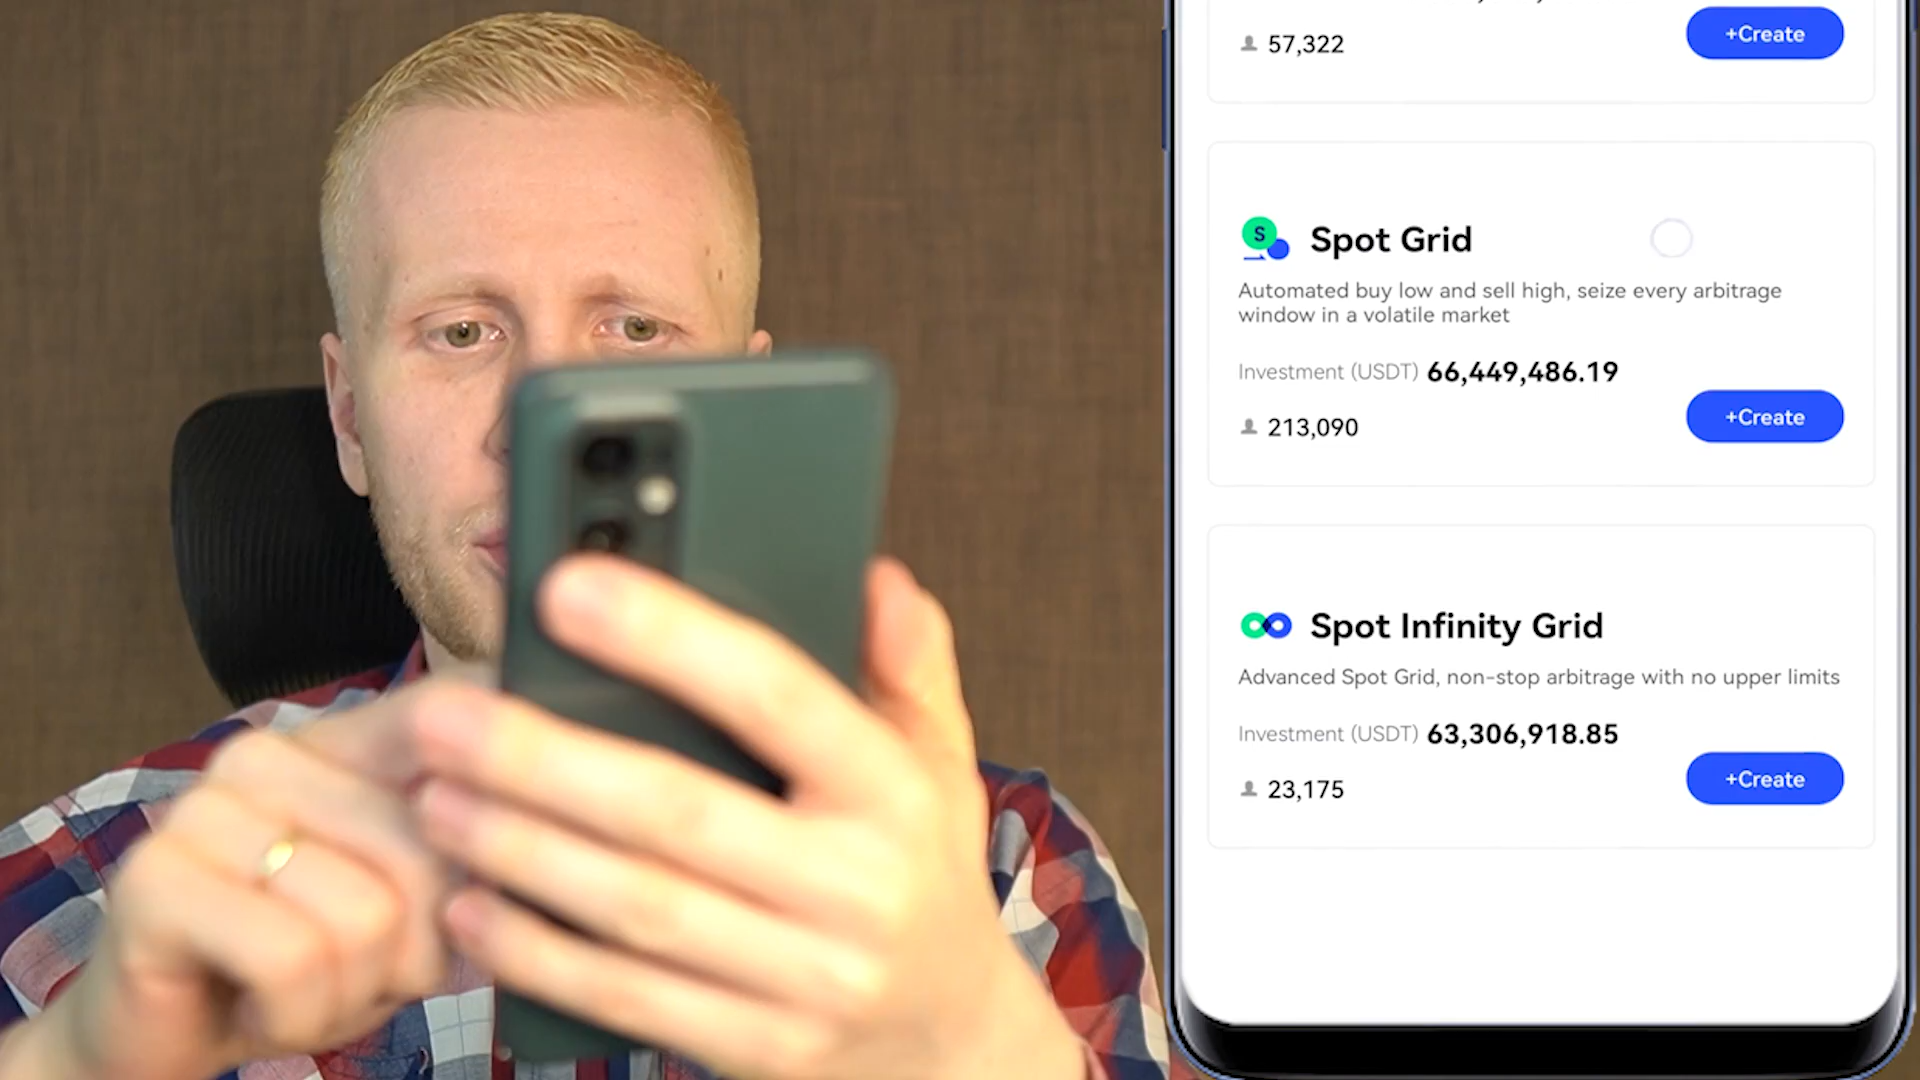 57,322
+Create
S
Spot Grid
Automated buy low and sell high, seize every arbitrage
window in a volatile market
Investment (USDT) 66,449,486.19
213,090
+Create
Spot Infinity Grid
Advanced Spot Grid, non-stop arbitrage with no upper limits
Investment (USDT) 63,306,918.85
23,175
+Create